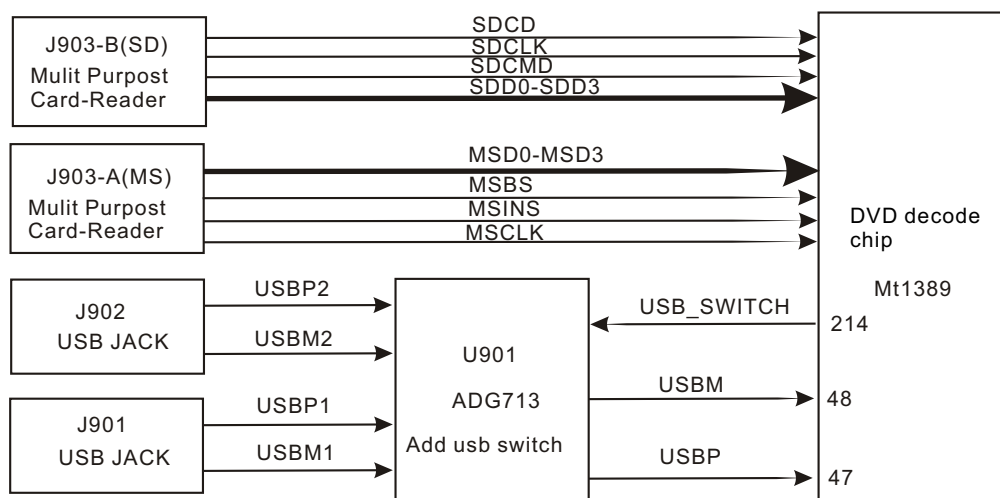 J903-B(SD)
Mulit Purpost
Card-Reader
SDCD
SDCLK
SDCMD
SDD0-SDD3
J903-A(MS)
Mulit Purpost
Card-Reader
MSD0-MSD3
MSBS
MSINS
MSCLK
DVD decode
chip
Mt1389
J902
USB JACK
USBP2
USBM2
J901
USB JACK
USBP1
USBM1
U901
ADG713
Add usb switch
USB_SWITCH
214
USBM
48
USBP
47